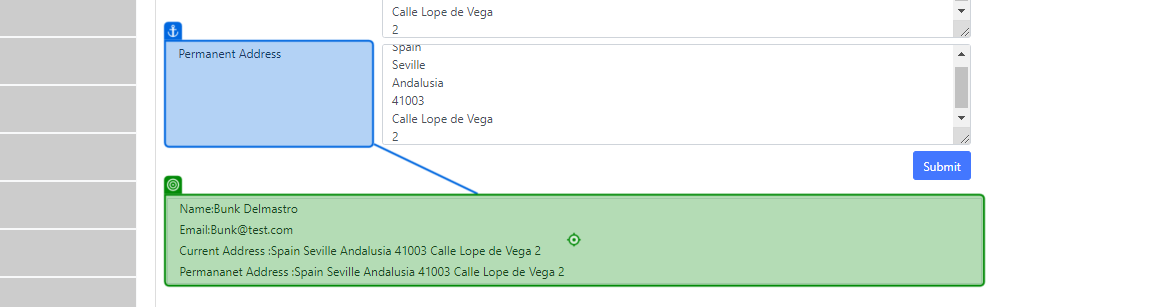 Calle Lope de Vega
2
Permanent Address
Spain
Seville
Andalusia
41003
Calle Lope de Vega
2
Submit
Name:Bunk Delmastro
Email:Bunk@test.com
Current Address :Spain Seville Andalusia 41003 Calle Lope de Vega 2
Permananet Address :Spain Seville Andalusia 41003 Calle Lope de Vega 2